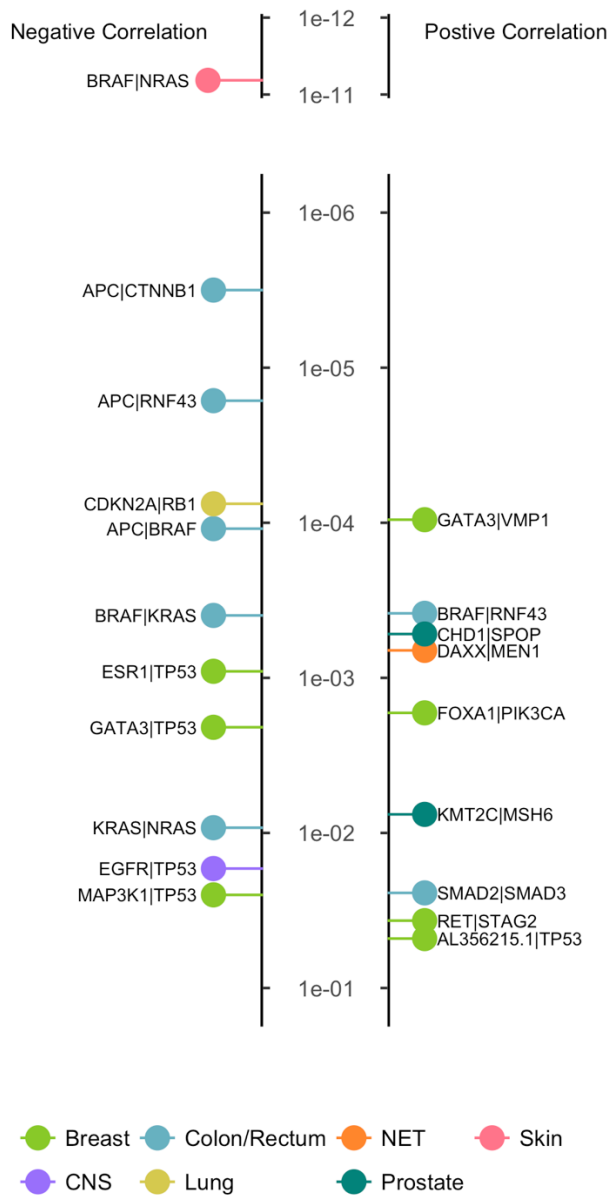 1e-12
Negative Correlation
Postive Correlation
BRAF|NRAS
1e-11
1e-06
APC|CTNNB1
1e-05
APC|RNF43
CDKN2A|RB1
1e-04
GATA3|VMP1
APC|BRAF
BRAF|KRAS
BRAF|RNF43
CHD1|SPOP
DAXX|MEN1
ESR1|TP53
1e-03
FOXA1|PIK3CA
GATA3|TP53
KMT2C|MSH6
KRAS|NRAS
1e-02
EGFR|TP53
MAP3K1|TP53
SMAD2|SMAD3
RET|STAG2
AL356215.1|TP53
1e-01
Breast
Colon/Rectum
NET
Skin
CNS
Lung
Prostate